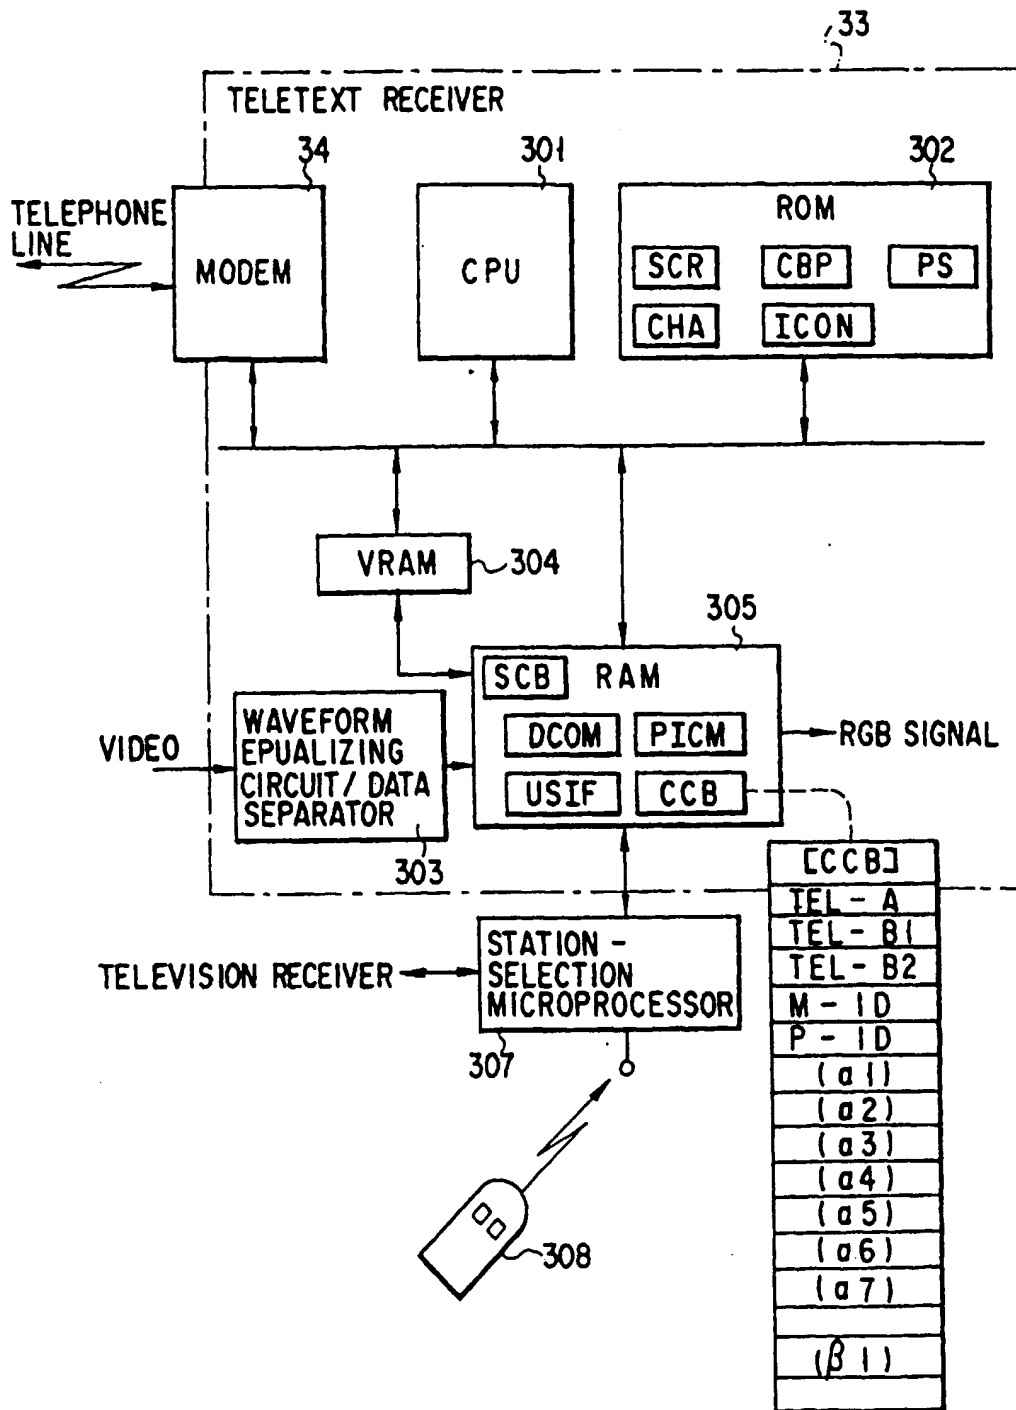 33
TELETEXT RECEIVER
34
301
302
TELEPHONE
LINE
MODEM
CPU
ROM
SCR
CBP
PS
CHA
ICON
VRAM
304
305
SCB
RAM
DCOM
PICM
USIF
CCB
RGB SIGNAL
VIDEO
WAVEFORM
EPUALIZING
CIRCUIT/ DATA
SEPARATOR
303
[CCB]
TEL-A
TEL-B1
TEL-B2
M-ID
P-ID
(a1)
(a2)
(a3)
(a4)
(a5)
(a6)
(a7)
(β1)
TELEVISION RECEIVER
STATION-
SELECTION
MICROPROCESSOR
307
308